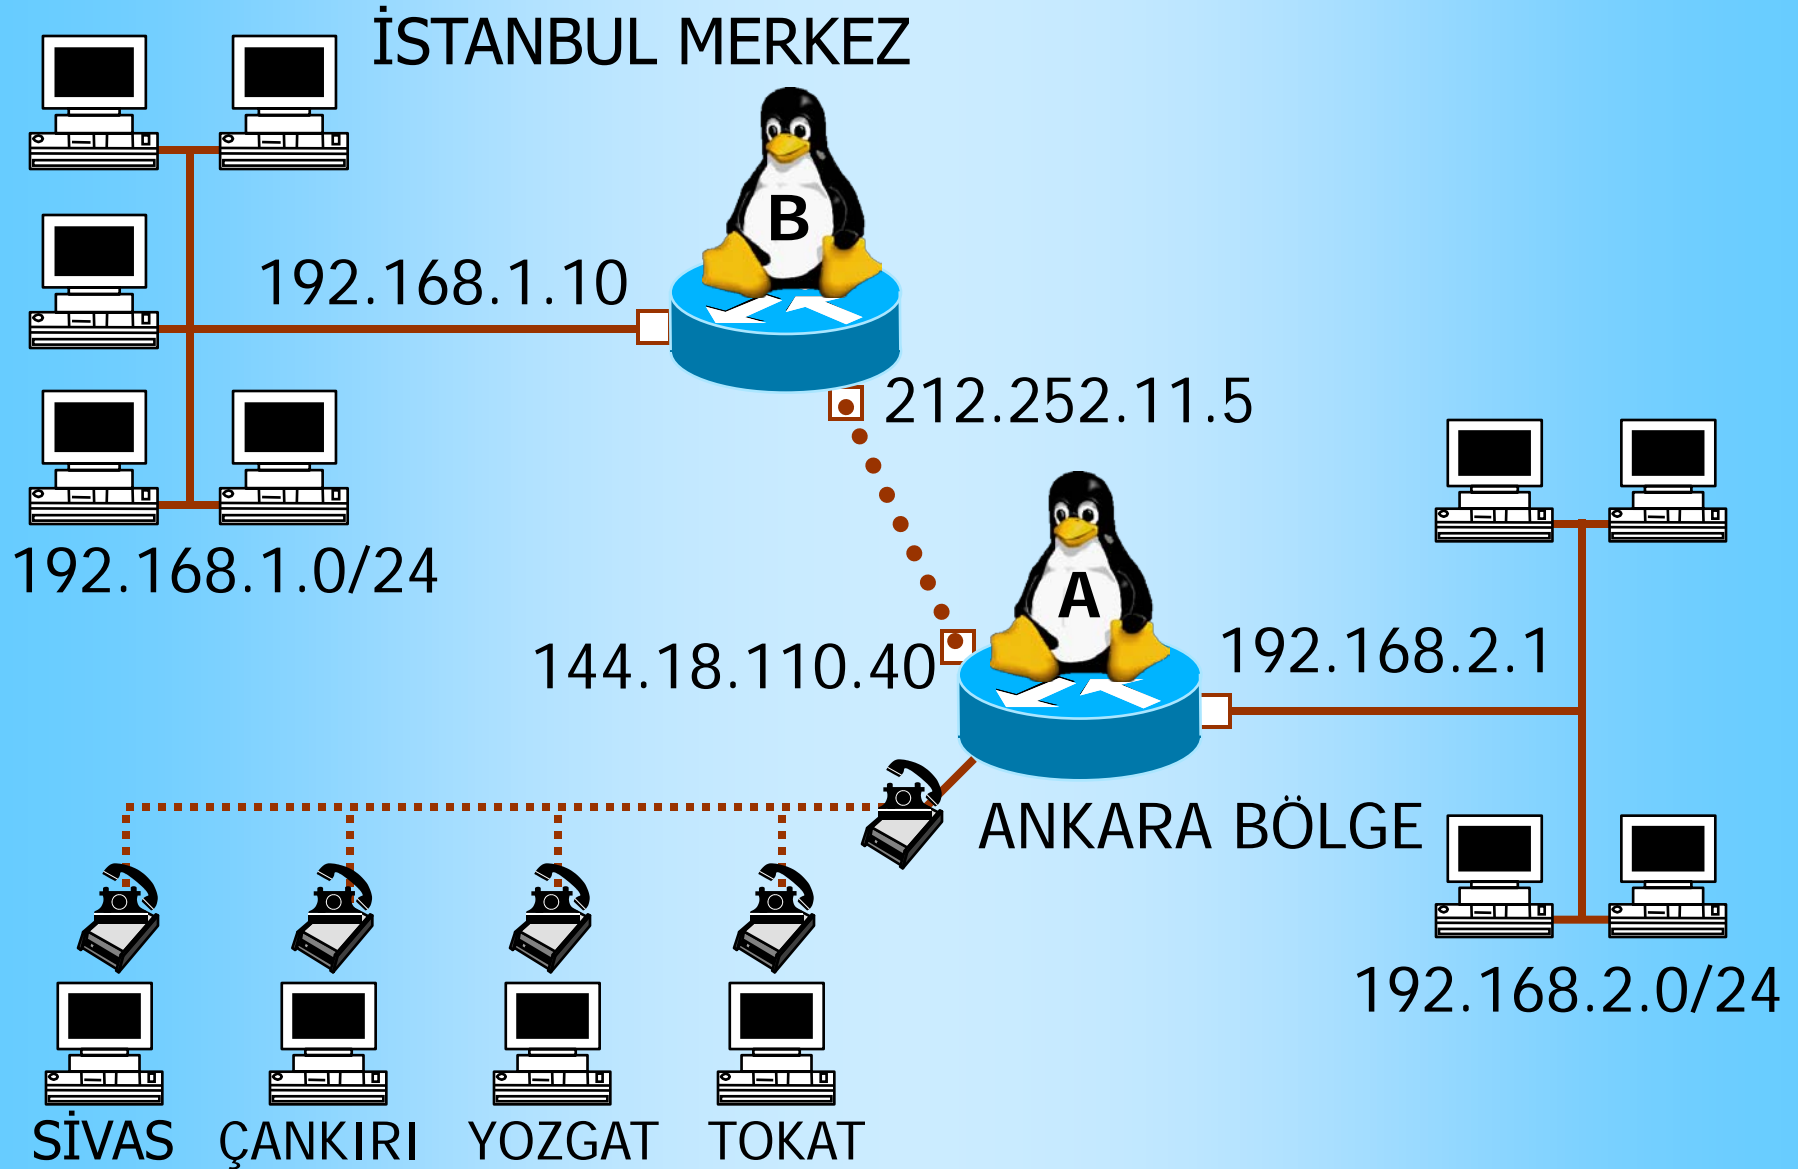 İSTANBUL MERKEZ
B
192.168.1.10
212.252.11.5
192.168.1.0/24
A
192.168.2.1
144.18.110.40
ANKARA BÖLGE
192.168.2.0/24
SİVAS
ÇANKIRI
YOZGAT
TOKAT